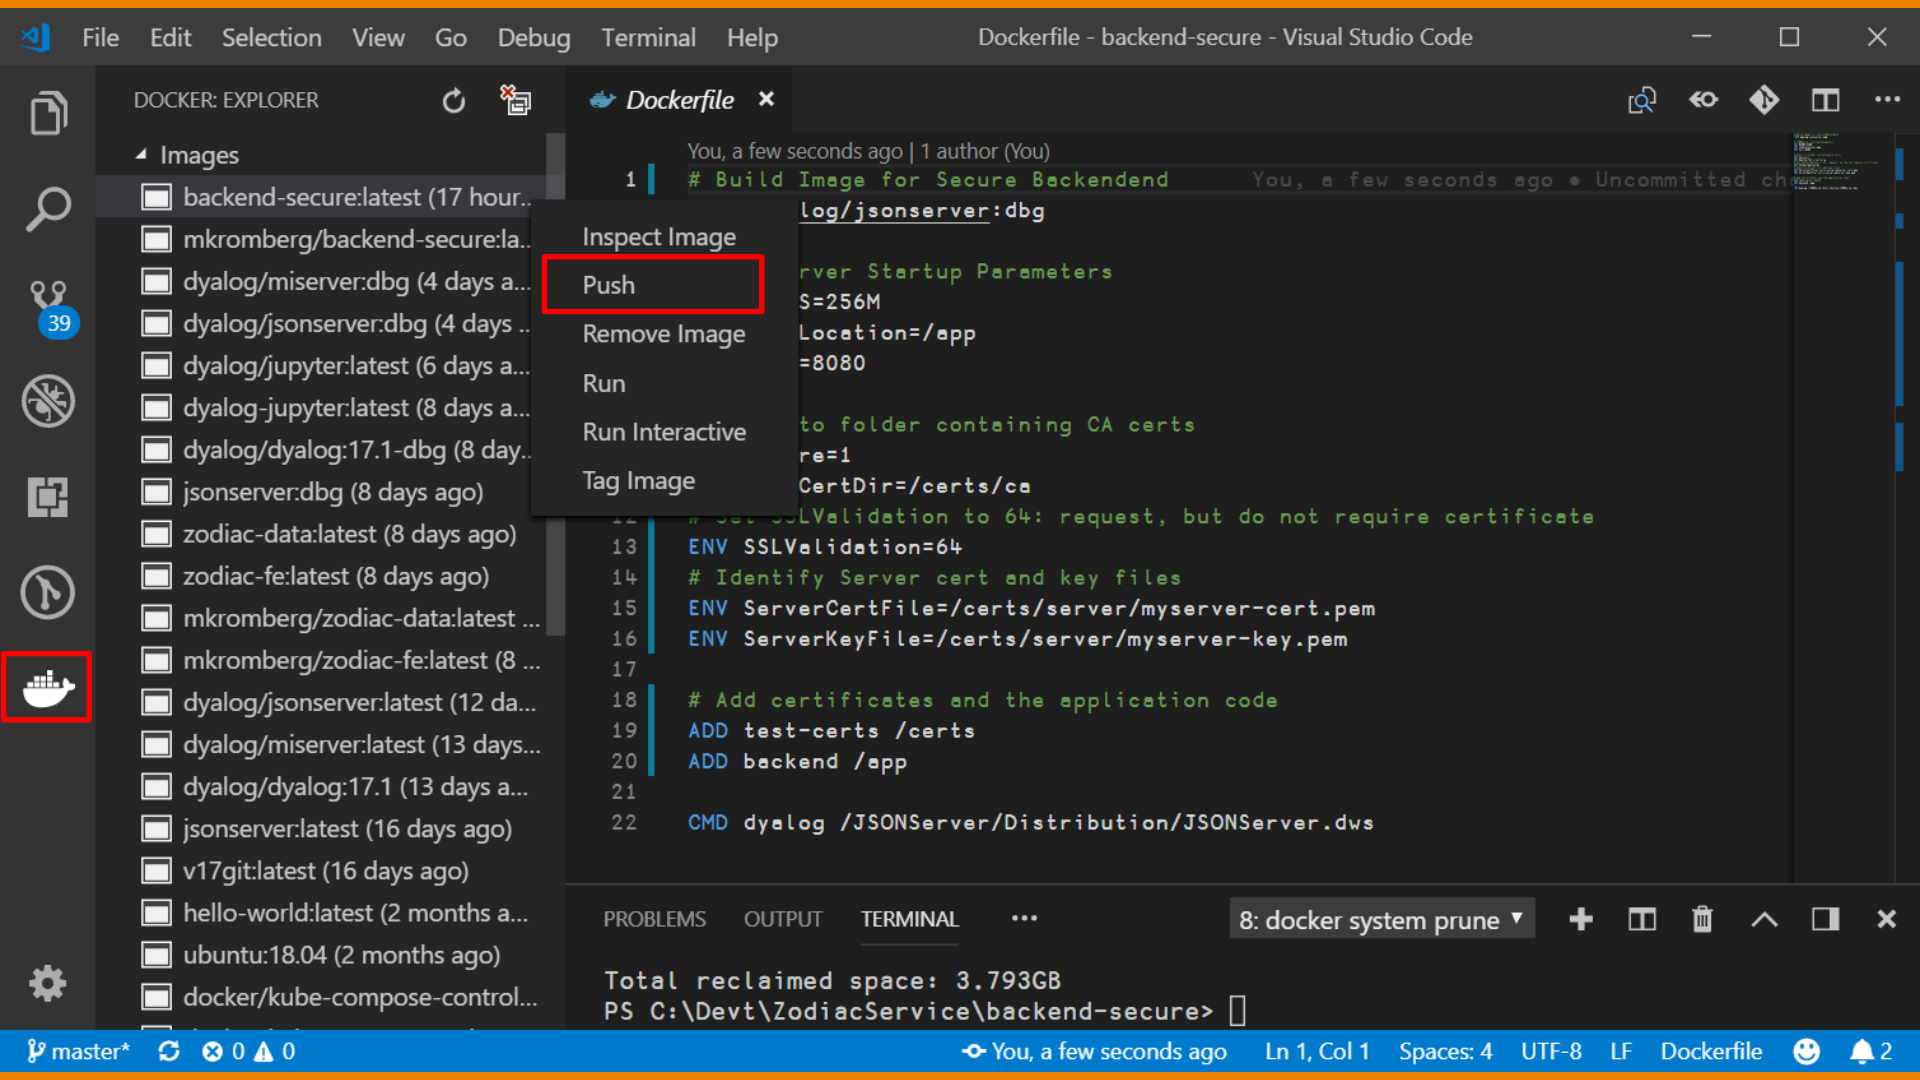 File Edit Selection View Go Debug Terminal Help
Dockerfile - backend-secure - Visual Studio Code
DOCKER: EXPLORER
Images
backend-secure:latest (17 hour...
mkromberg/backend-secure:la...
dyalog/miserver:dbg (4 days a...
dyalog/jsonserver:dbg (4 days ...
dyalog/jupyter:latest (6 days a...
dyalog-jupyter:latest (8 days a...
dyalog/dyalog:17.1-dbg (8 day...
jsonserver:dbg (8 days ago)
zodiac-data:latest (8 days ago)
zodiac-fe:latest (8 days ago)
mkromberg/zodiac-data:latest ...
mkromberg/zodiac-fe:latest (8 ...
dyalog/jsonserver:latest (12 da...
dyalog/miserver:latest (13 days...
dyalog/dyalog:17.1 (13 days a...
jsonserver:latest (16 days ago)
v17git:latest (16 days ago)
hello-world:latest (2 months a...
ubuntu:18.04 (2 months ago)
docker/kube-compose-control...
39
Inspect Image
Push
Remove Image
Run
Run Interactive
Tag Image
Dockerfile
You, a few seconds ago | 1 author (You)
1 # Build Image for Secure Backendend You, a few seconds ago • Uncommitted ch
log/jsonserver:dbg
rver Startup Parameters
S=256M
Location=/app
=8080
to folder containing CA certs
re=1
CertDir=/certs/ca
12 # Set SSLValidation to 64: request, but do not require certificate
13 ENV SSLValidation=64
14 # Identify Server cert and key files
15 ENV ServerCertFile=/certs/server/myserver-cert.pem
16 ENV ServerKeyFile=/certs/server/myserver-key.pem
17
18 # Add certificates and the application code
19 ADD test-certs /certs
20 ADD backend /app
21
22 CMD dyalog /JSONServer/Distribution/JSONServer.dws
PROBLEMS OUTPUT TERMINAL ... 8: docker system prune
Total reclaimed space: 3.793GB
PS C:\Devt\ZodiacService\backend-secure>
master* 0 0 You, a few seconds ago Ln 1, Col 1 Spaces: 4 UTF-8 LF Dockerfile 2